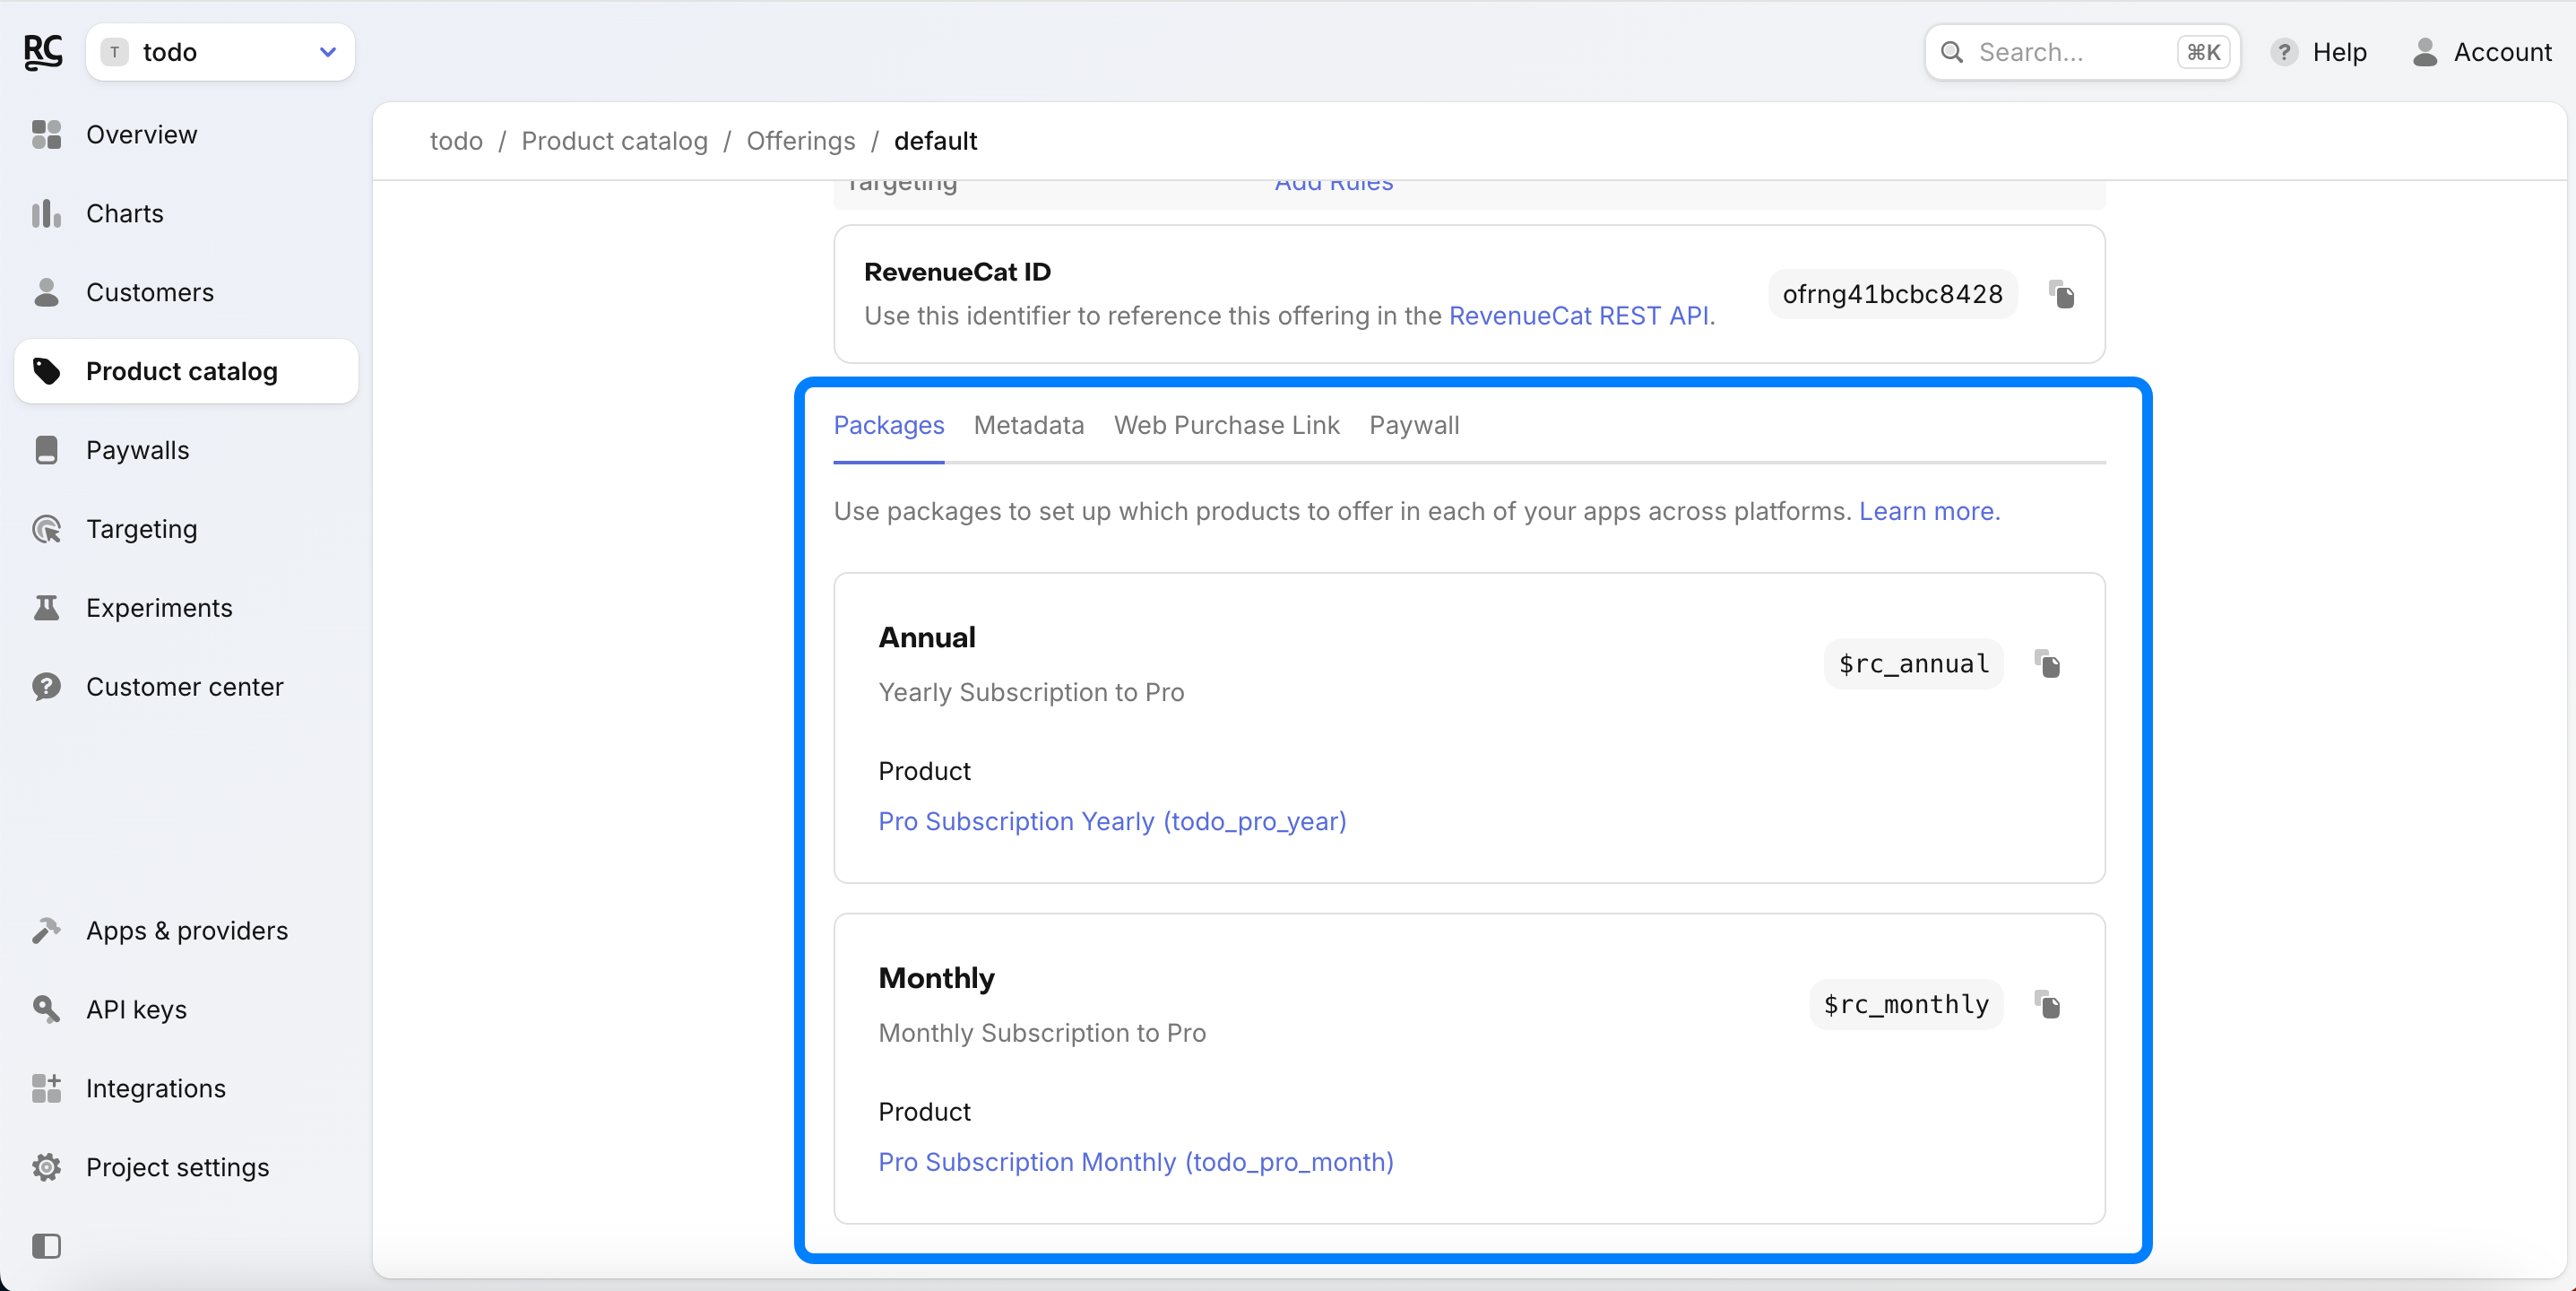 RC
T todo
Search... ⌘K
? Help
Account
Overview
Charts
Customers
Product catalog
Paywalls
Targeting
Experiments
Customer center
Apps & providers
API keys
Integrations
Project settings
todo / Product catalog / Offerings / default
Targeting Add Rules
RevenueCat ID
Use this identifier to reference this offering in the RevenueCat REST API.
ofrng41bcbc8428
Packages Metadata Web Purchase Link Paywall
Use packages to set up which products to offer in each of your apps across platforms. Learn more.
Annual
$rc_annual
Yearly Subscription to Pro
Product
Pro Subscription Yearly (todo_pro_year)
Monthly
$rc_monthly
Monthly Subscription to Pro
Product
Pro Subscription Monthly (todo_pro_month)